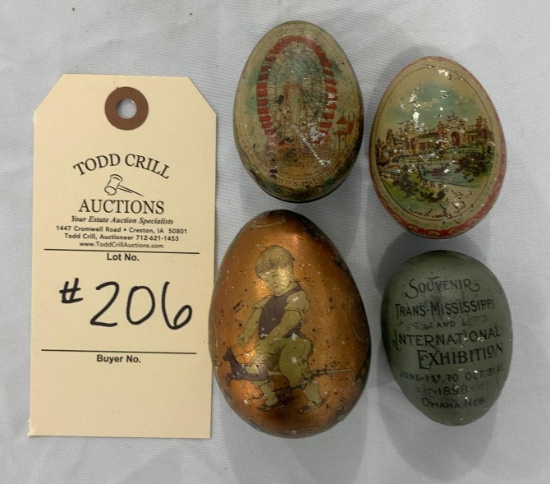 TODD CRILL
AUCTIONS
Your Estate Auction Specialists
1447 Cromwell Road • Creston, IA 50801
Todd Crill, Auctioneer 712-621-1453
www.ToddCrillAuctions.com
Lot No.
#206
Buyer No.
SOUVENIR
TRANS-MISSISSIPPI
AND
INTERNATIONAL
EXHIBITION
JUNE 1ST TO OCT 31ST
1898
OMAHA, NEB